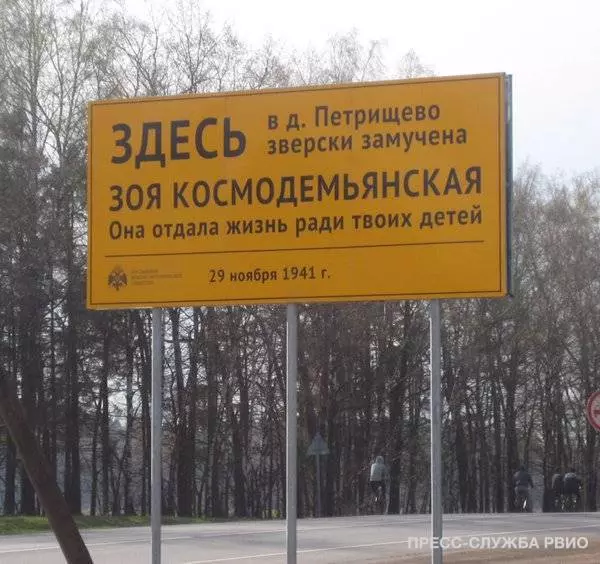 ЗДЕСЬ
в д. Петрищево
зверски замучена
ЗОЯ КОСМОДЕМЬЯНСКАЯ
Она отдала жизнь ради твоих детей
29 ноября 1941 г.
ПРЕСС-СЛУЖБА РВИО